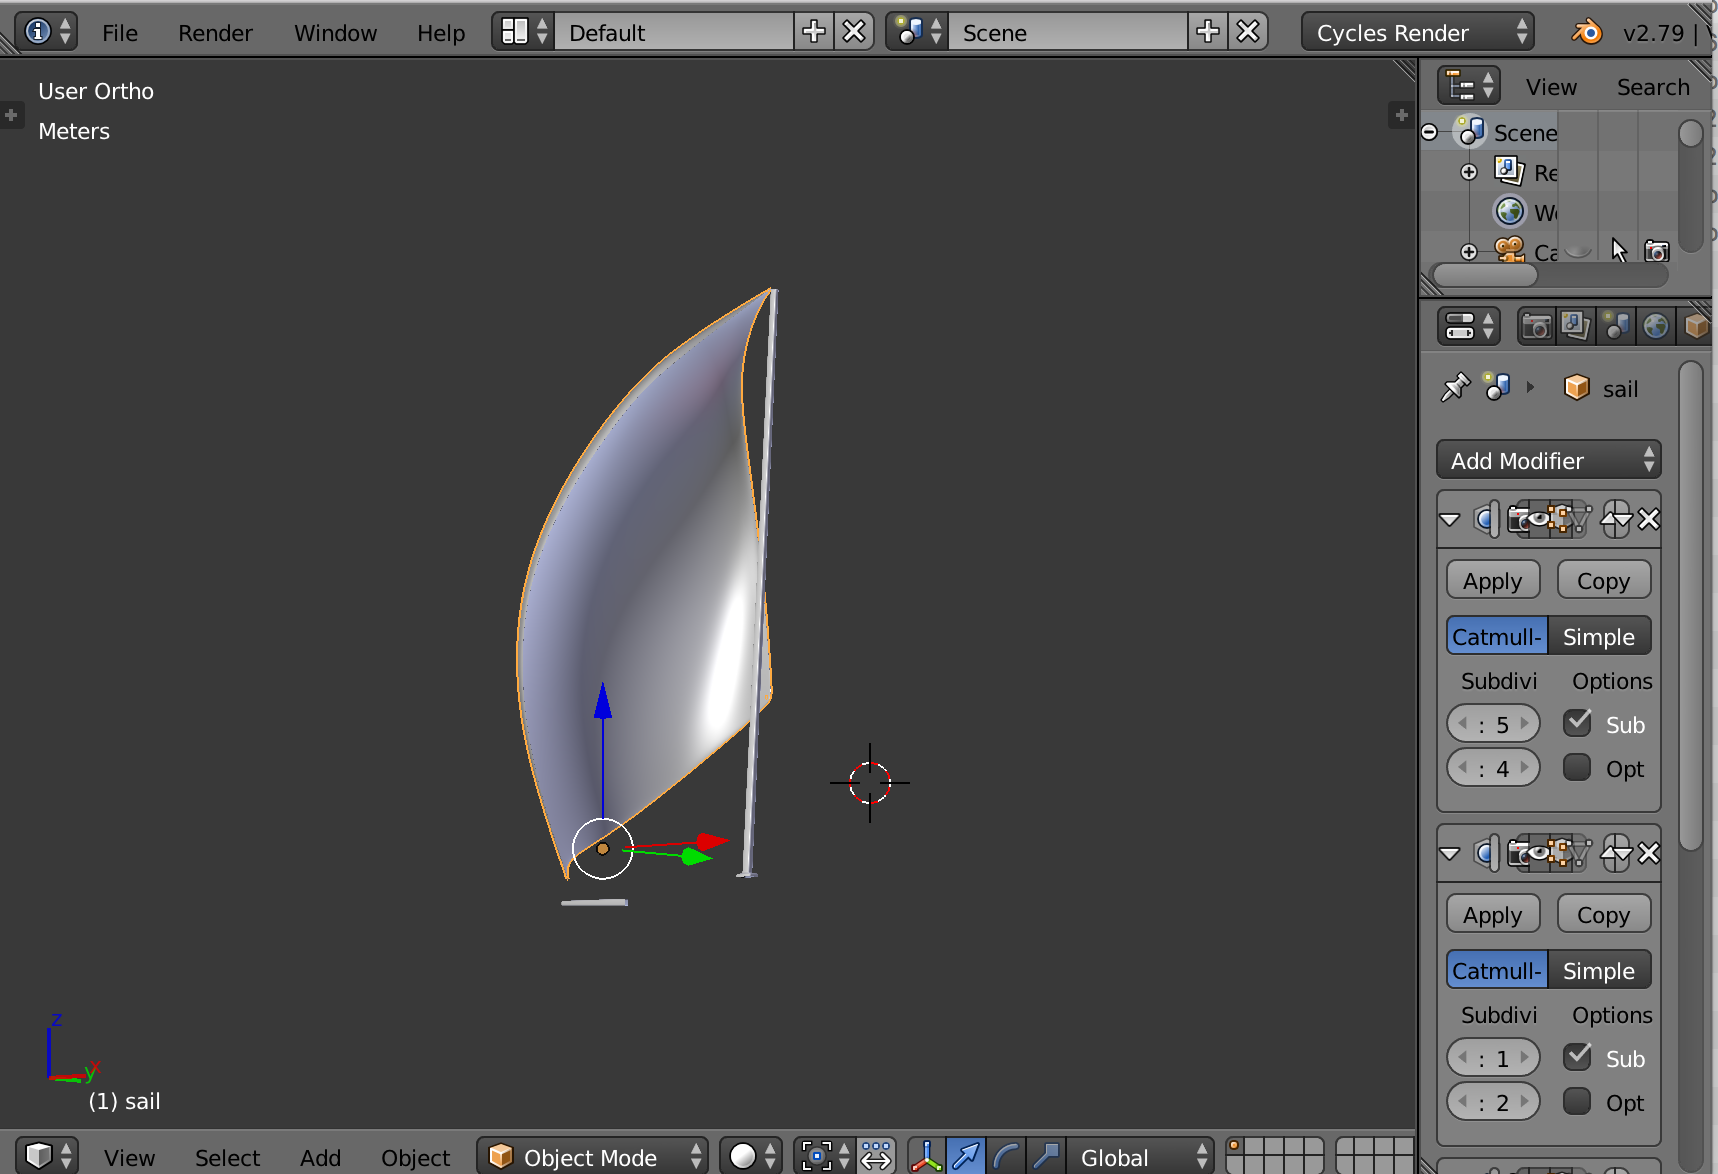 File Render Window Help Default Scene Cycles Render v2.79 |
User Ortho
Meters
View Search
Scene
Re
Ca
sail
Add Modifier
Apply Copy
Catmull- Simple
Subdivi Options
: 5 Sub
: 4 Opt
Apply Copy
Catmull- Simple
Subdivi Options
: 1 Sub
: 2 Opt
z
x
y
(1) sail
View Select Add Object Object Mode Global